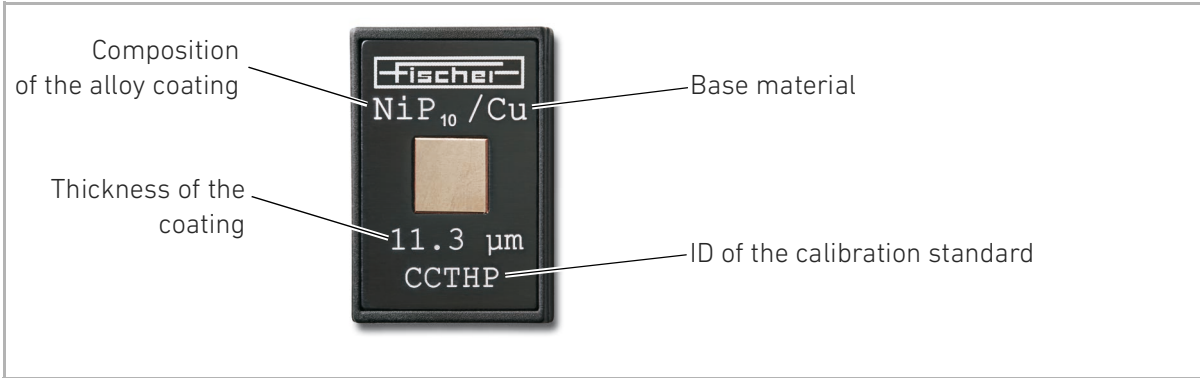 Composition
of the alloy coating
Fischer
NiP₁₀/Cu
Base material
Thickness of the
coating
11.3 µm
CCTHP
ID of the calibration standard